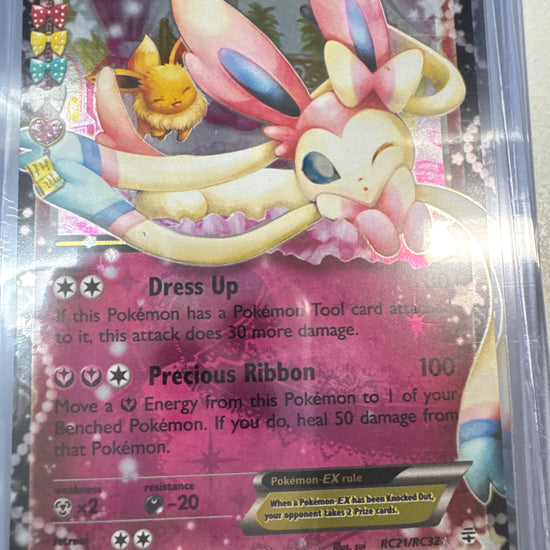 Dress Up
If this Pokémon has a Pokémon Tool card
to it, this attack does 30 more damage.
Precious Ribbon 100
Move a Energy from this Pokémon to 1 of your
Benched Pokémon. If you do, heal 50 damage from
that Pokémon.
weakness resistance
×2 -20
Pokémon-EX rule
When a Pokémon-EX has been Knocked Out,
your opponent takes 2 Prize cards.
retreat
Illus. sui RC21/RC32